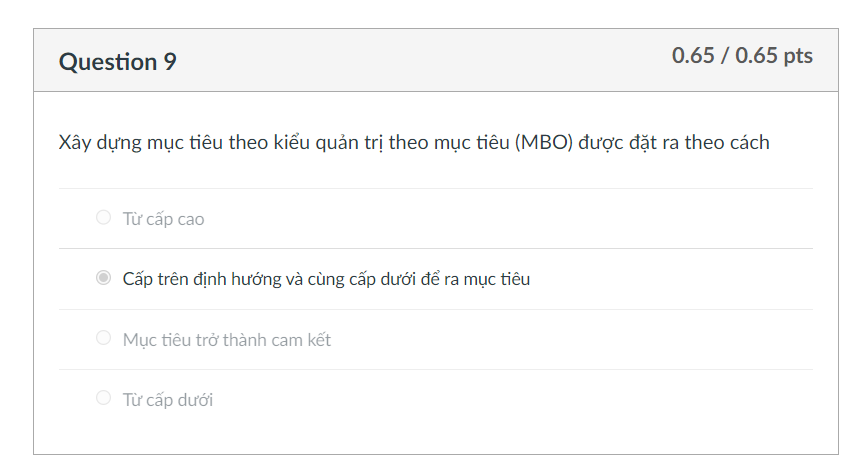 Question 9
0.65 / 0.65 pts
Xây dựng mục tiêu theo kiểu quản trị theo mục tiêu (MBO) được đặt ra theo cách
Từ cấp cao
Cấp trên định hướng và cùng cấp dưới để ra mục tiêu
Mục tiêu trở thành cam kết
Từ cấp dưới